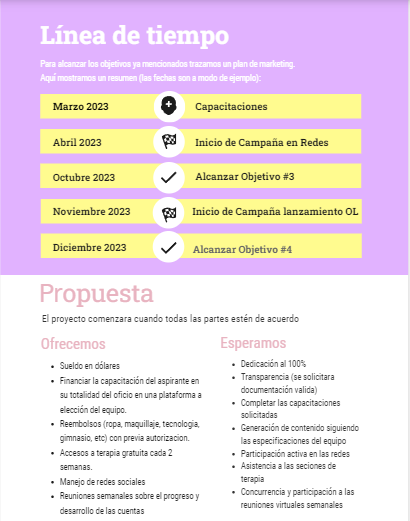 Línea de tiempo
Para alcanzar los objetivos ya mencionados trazamos un plan de marketing.
Aquí mostramos un resumen (las fechas son a modo de ejemplo):
Marzo 2023 Capacitaciones
Abril 2023 Inicio de Campaña en Redes
Octubre 2023 Alcanzar Objetivo #3
Noviembre 2023 Inicio de Campaña lanzamiento OL
Diciembre 2023 Alcanzar Objetivo #4
Propuesta
El proyecto comenzara cuando todas las partes estén de acuerdo
Ofrecemos
• Sueldo en dólares
• Financiar la capacitación del aspirante en
su totalidad del oficio en una plataforma a
elección del equipo.
• Reembolsos (ropa, maquillaje, tecnologia,
gimnasio, etc) con previa autorizacion.
• Accesos a terapia gratuita cada 2
semanas.
• Manejo de redes sociales
• Reuniones semanales sobre el progreso y
desarrollo de las cuentas
Esperamos
• Dedicación al 100%
• Transparencia (se solicitara
documentación valida)
• Completar las capacitaciones
solicitadas
• Generación de contenido siguiendo
las especificaciones del equipo
• Participación activa en las redes
• Asistencia a las seciones de
terapia
• Concurrencia y participación a las
reuniones virtuales semanales